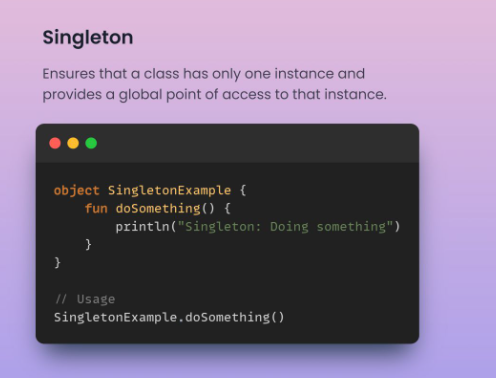 Singleton
Ensures that a class has only one instance and
provides a global point of access to that instance.
object SingletonExample {
    fun doSomething() {
        println("Singleton: Doing something")
    }
}
// Usage
SingletonExample.doSomething()